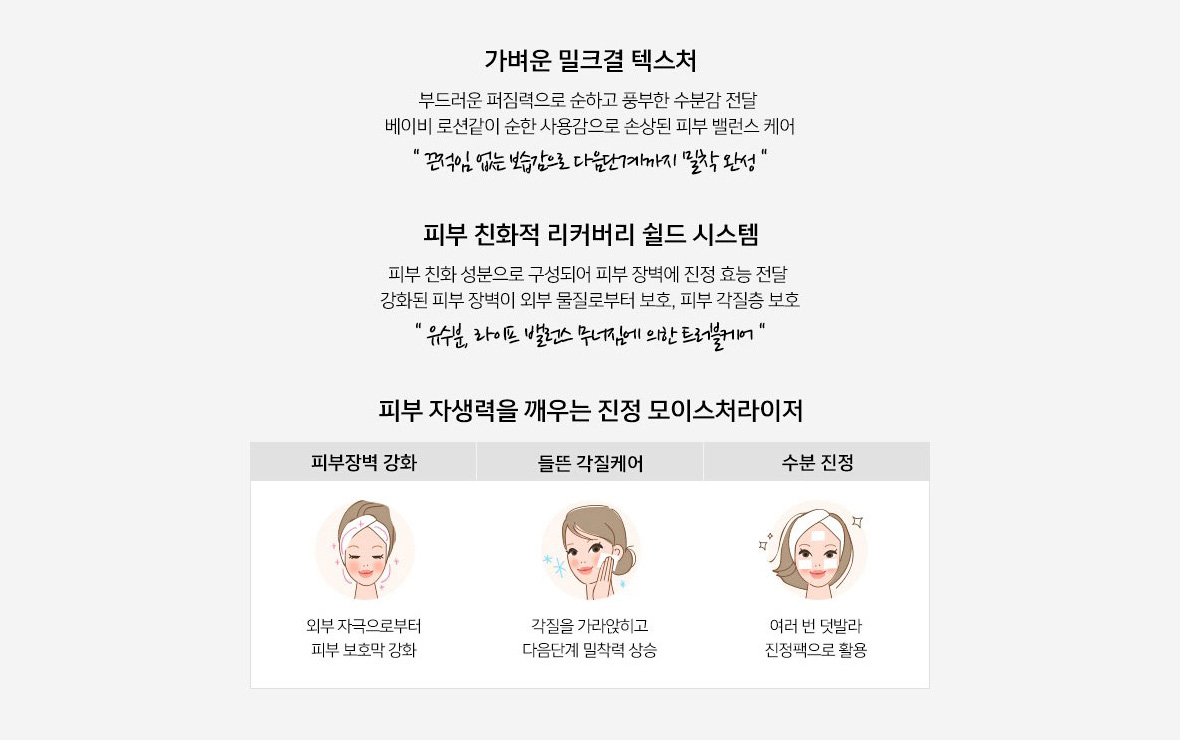 가벼운 밀크결 텍스처
부드러운 퍼짐력으로 순하고 풍부한 수분감 전달
베이비 로션같이 순한 사용감으로 손상된 피부 밸런스 케어
“ 끈적임 없는 보습감으로 다음단계까지 밀착 완성 “
피부 친화적 리커버리 쉴드 시스템
피부 친화 성분으로 구성되어 피부 장벽에 진정 효능 전달
강화된 피부 장벽이 외부 물질로부터 보호, 피부 각질층 보호
“ 유수분, 라이프 밸런스 무너짐에 의한 트러블케어 “
피부 자생력을 깨우는 진정 모이스처라이저
피부장벽 강화
들뜬 각질케어
수분 진정
외부 자극으로부터
피부 보호막 강화
각질을 가라앉히고
다음단계 밀착력 상승
여러 번 덧발라
진정팩으로 활용